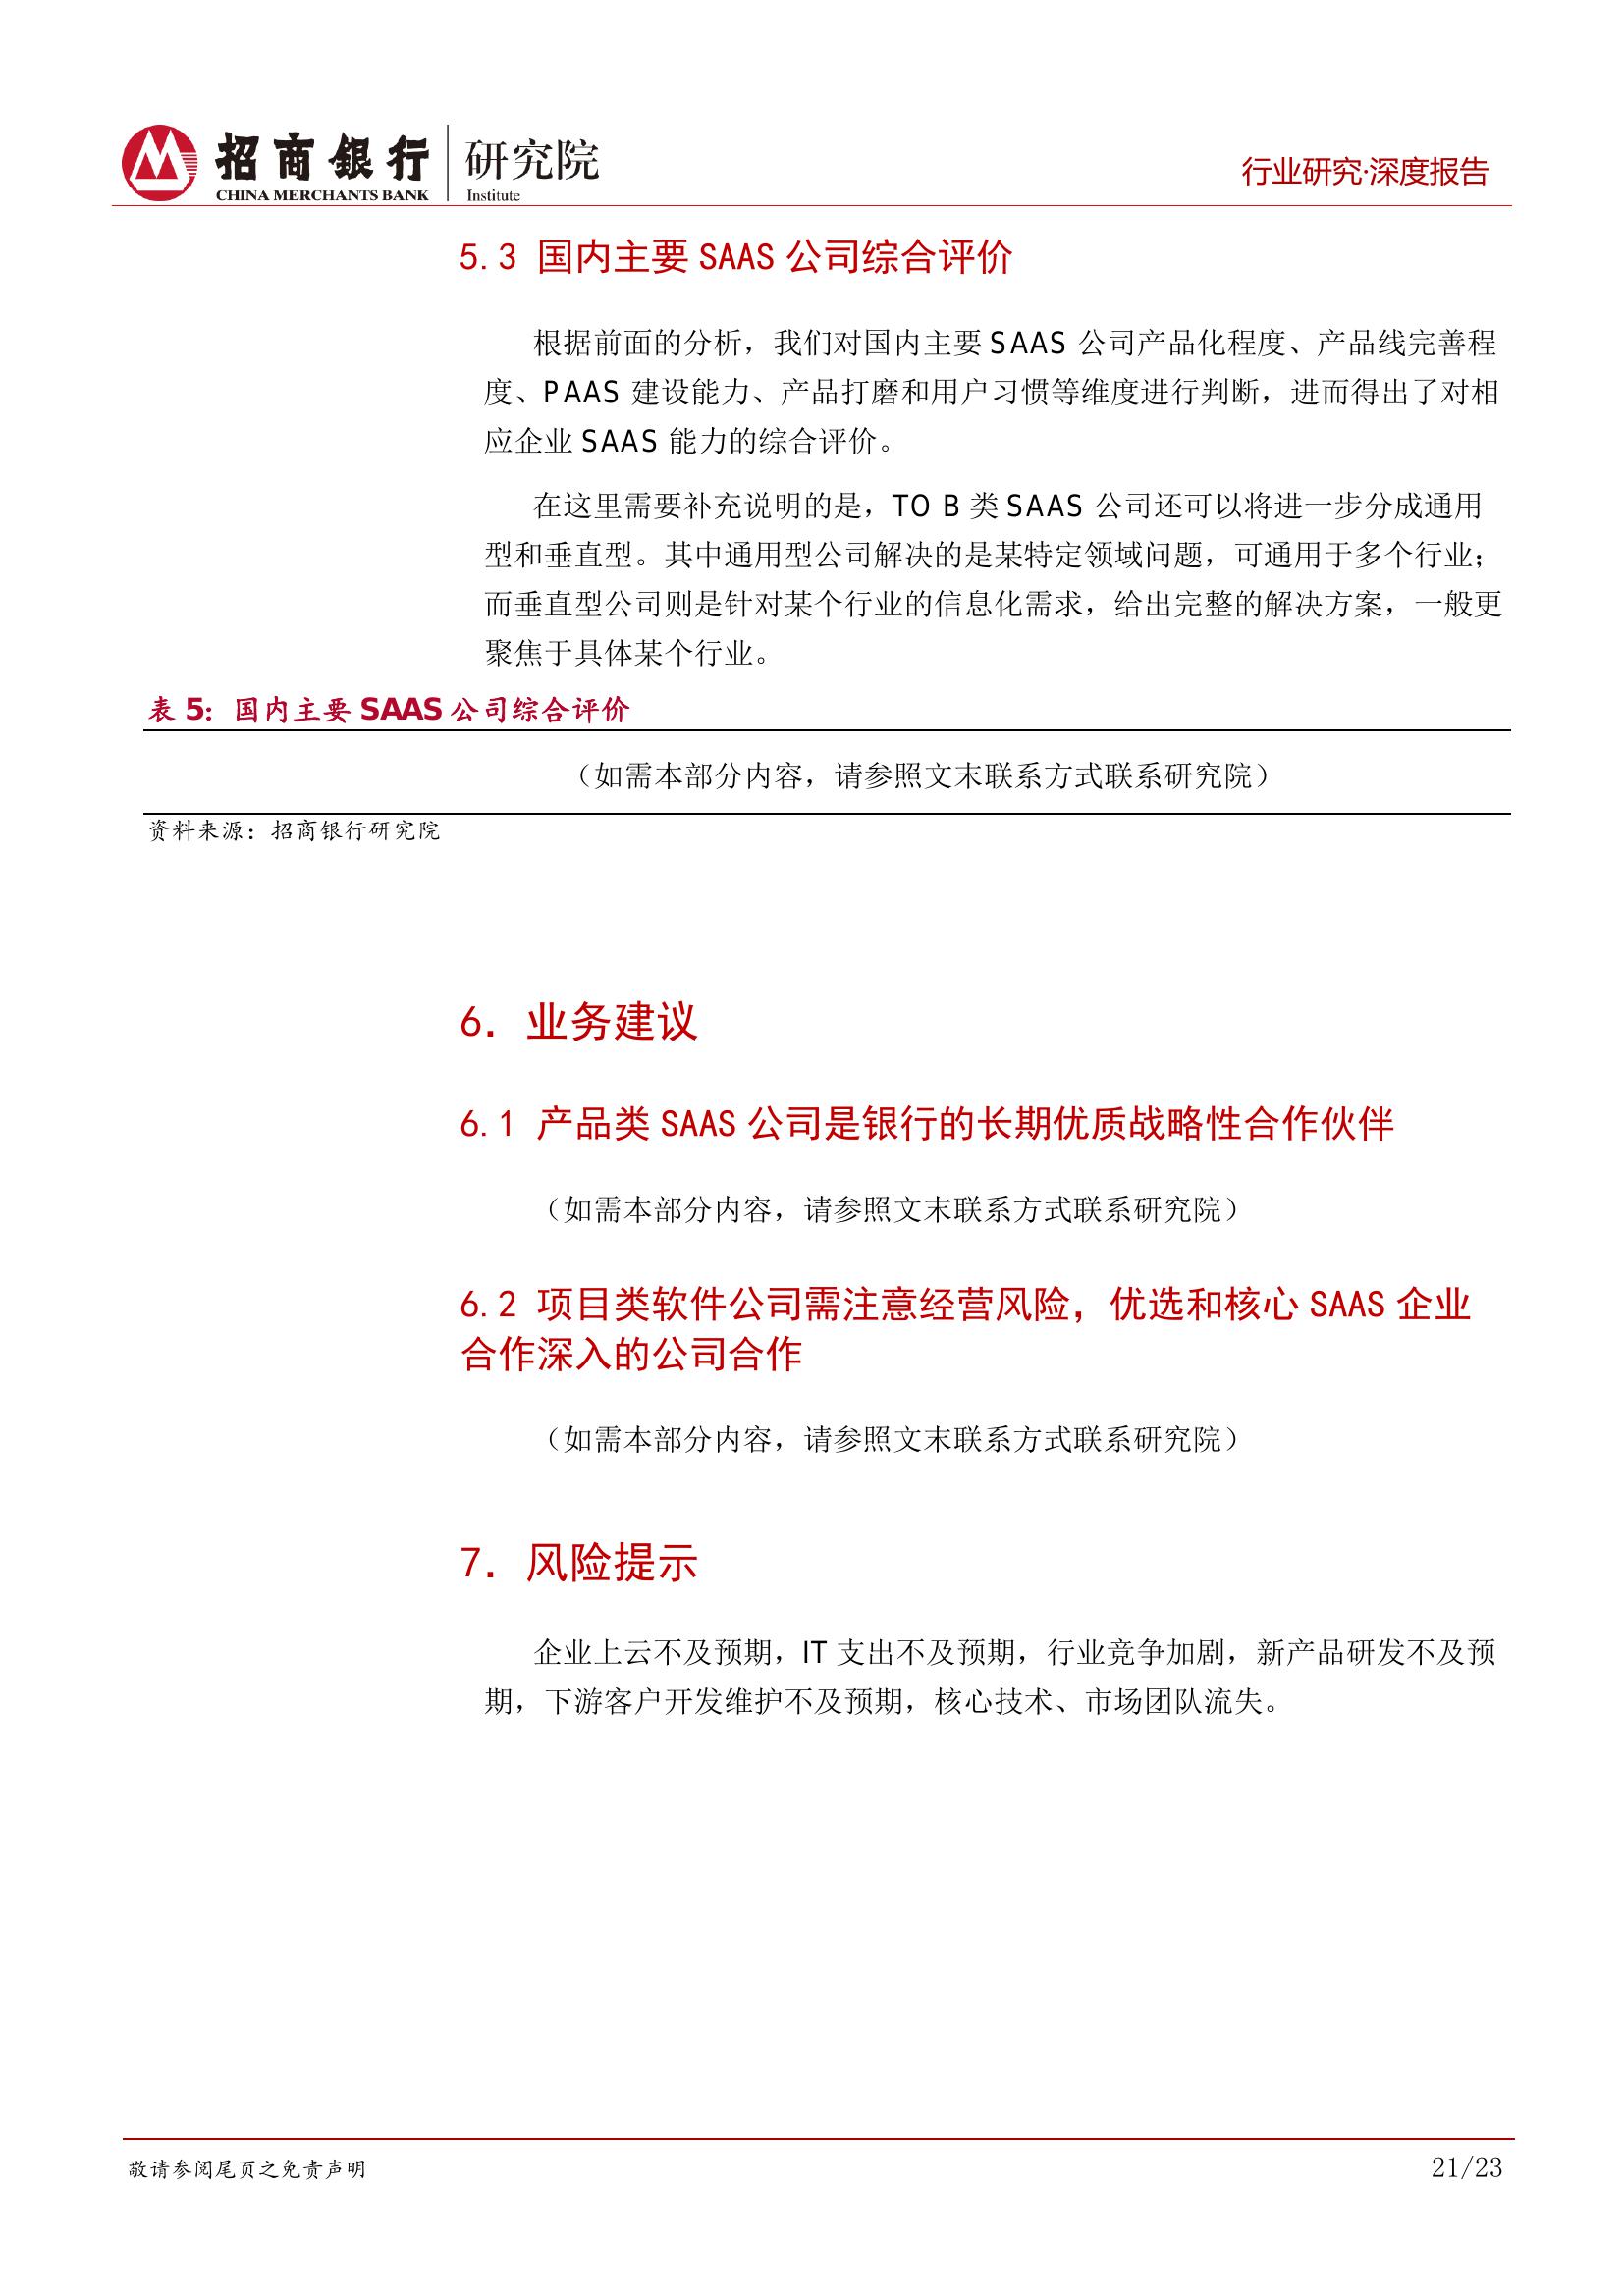 招商银行
CHINA MERCHANTS BANK
研究院
Institute
行业研究·深度报告
5.3 国内主要 SAAS 公司综合评价
根据前面的分析，我们对国内主要 SAAS 公司产品化程度、产品线完善程
度、PAAS 建设能力、产品打磨和用户习惯等维度进行判断，进而得出了对相
应企业 SAAS 能力的综合评价。
在这里需要补充说明的是，TO B 类 SAAS 公司还可以将进一步分成通用
型和垂直型。其中通用型公司解决的是某特定领域问题，可通用于多个行业；
而垂直型公司则是针对某个行业的信息化需求，给出完整的解决方案，一般更
聚焦于具体某个行业。
表 5：国内主要 SAAS 公司综合评价
（如需本部分内容，请参照文末联系方式联系研究院）
资料来源：招商银行研究院
6. 业务建议
6.1 产品类 SAAS 公司是银行的长期优质战略性合作伙伴
（如需本部分内容，请参照文末联系方式联系研究院）
6.2 项目类软件公司需注意经营风险，优选和核心 SAAS 企业
合作深入的公司合作
（如需本部分内容，请参照文末联系方式联系研究院）
7. 风险提示
企业上云不及预期，IT 支出不及预期，行业竞争加剧，新产品研发不及预
期，下游客户开发维护不及预期，核心技术、市场团队流失。
敬请参阅尾页之免责声明
21/23